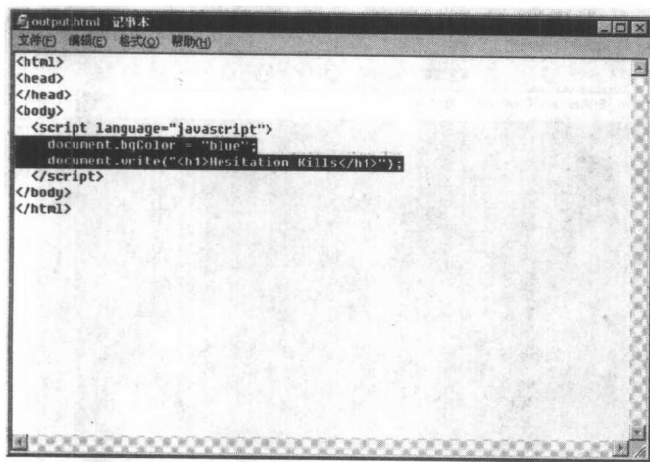 output.html - 记事本
文件(F) 编辑(E) 格式(O) 帮助(H)
<html>
<head>
</head>
<body>
<script language="javascript">
document.bgColor = "blue";
document.write("<h1>Hesitation Kills</h1>");
</script>
</body>
</html>